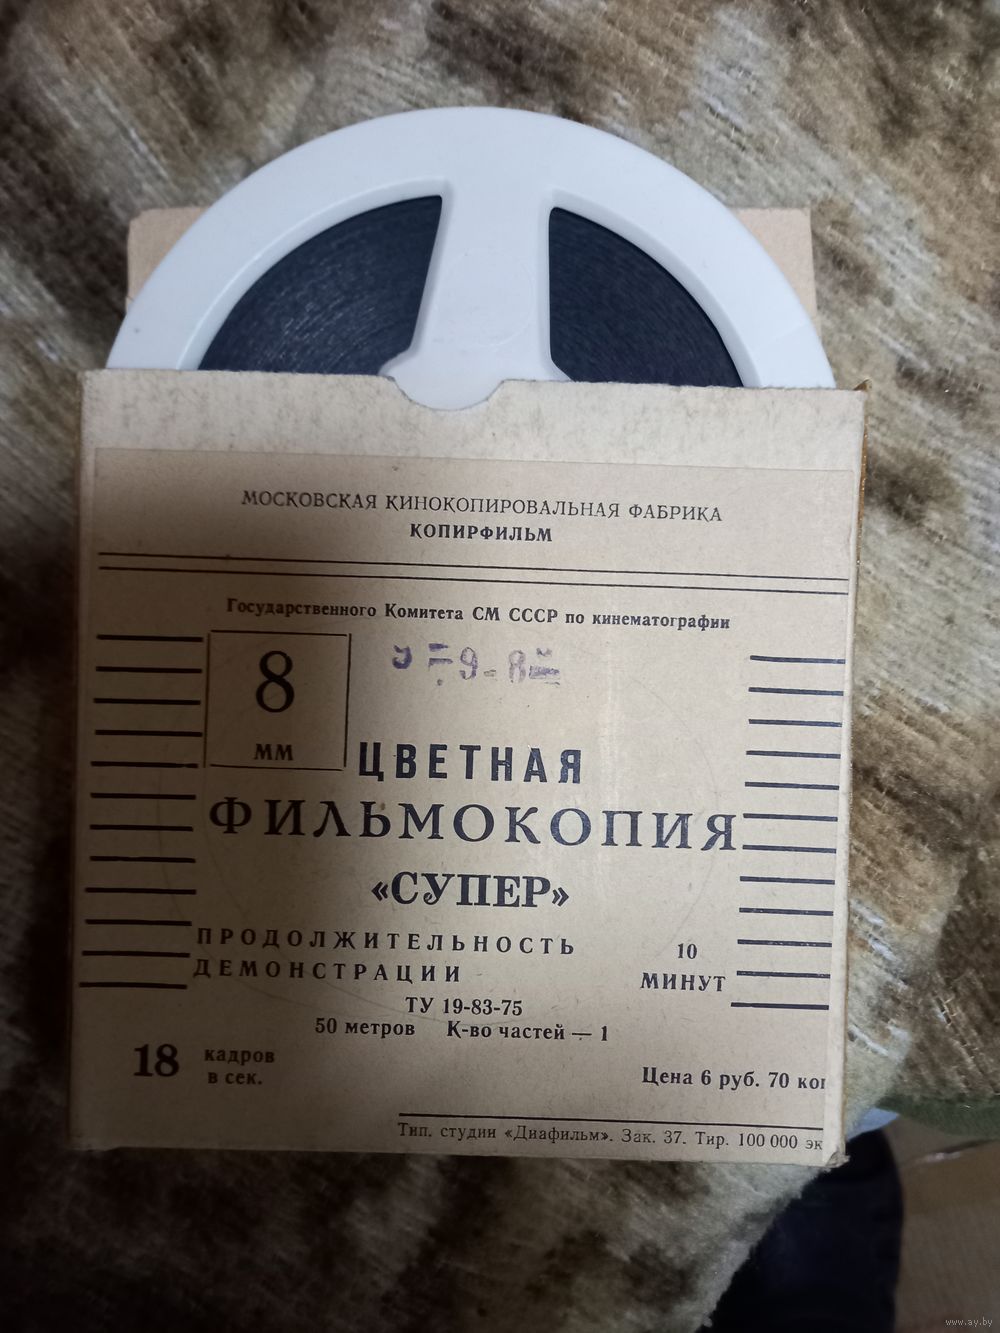 МОСКОВСКАЯ КИНОКОПИРОВАЛЬНАЯ ФАБРИКА
КОПИРФИЛЬМ
Государственного Комитета СМ СССР по кинематографии
8
мм
ЦВЕТНАЯ
ФИЛЬМОКОПИЯ
«СУПЕР»
ПРОДОЛЖИТЕЛЬНОСТЬ 10
ДЕМОНСТРАЦИИ МИНУТ
ТУ 19-83-75
50 метров К-во частей — 1
18 кадров
в сек.
Цена 6 руб. 70 ко
Тип. студии «Диафильм». Зак. 37. Тир. 100 000 эк
www.ay.by